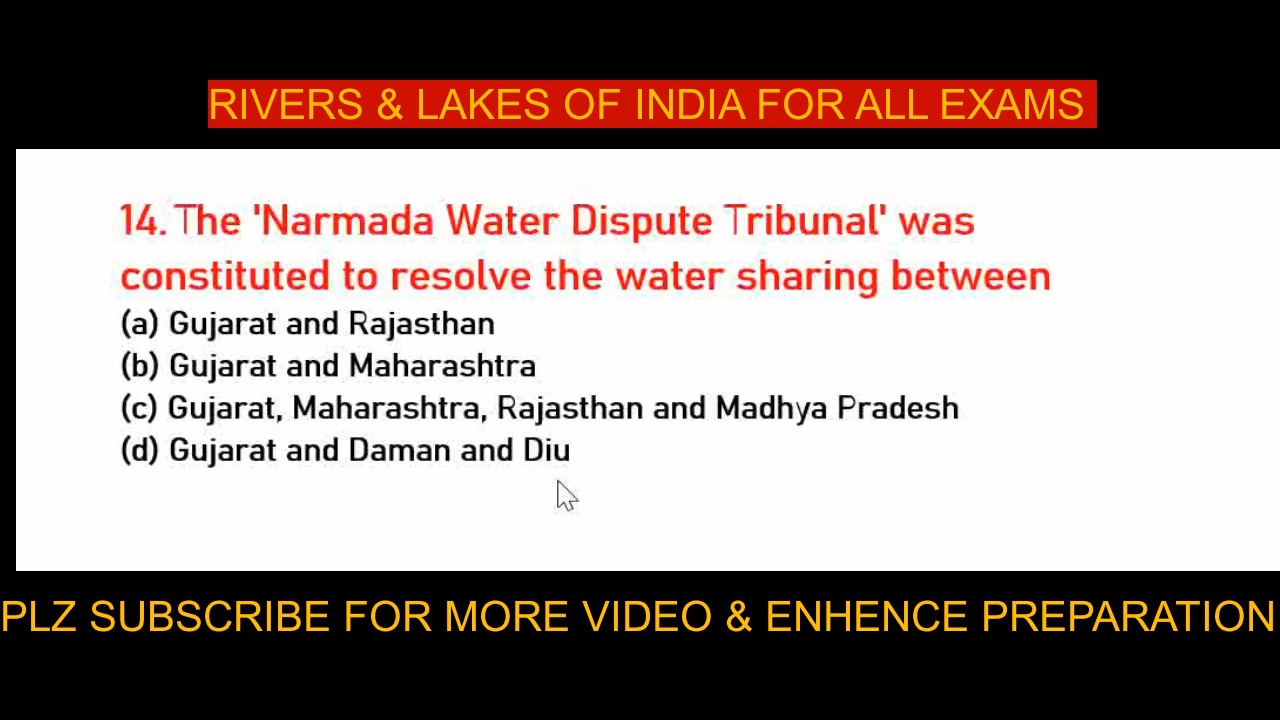 RIVERS & LAKES OF INDIA FOR ALL EXAMS
14. The 'Narmada Water Dispute Tribunal' was
constituted to resolve the water sharing between
(a) Gujarat and Rajasthan
(b) Gujarat and Maharashtra
(c) Gujarat, Maharashtra, Rajasthan and Madhya Pradesh
(d) Gujarat and Daman and Diu
PLZ SUBSCRIBE FOR MORE VIDEO & ENHENCE PREPARATION